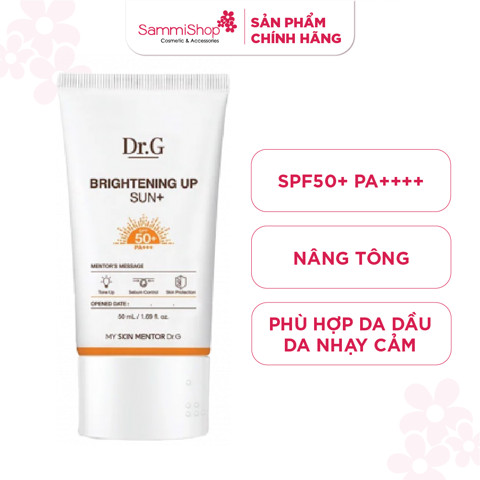 SammiShop
Cosmetic & Accessories
SẢN PHẨM
CHÍNH HÃNG
Dr.G
BRIGHTENING UP
SUN+
SPF
50+
PA+++
MENTOR'S MESSAGE
Tone Up
Sebum Control
Skin Protection
OPENED DATE : . .
50 mL / 1.69 fl. oz.
MY SKIN MENTOR Dr.G
SPF50+ PA++++
NÂNG TÔNG
PHÙ HỢP DA DẦU
DA NHẠY CẢM